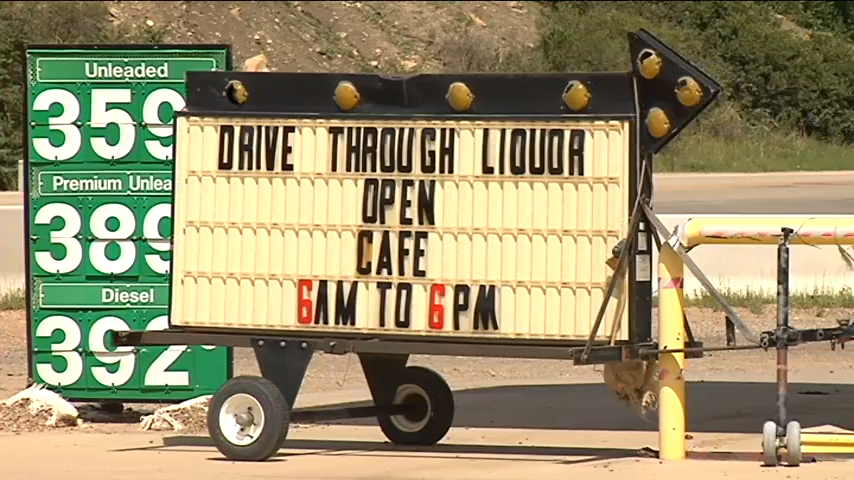 Unleaded
359
Premium Unlea
389
Diesel
392
DRIVE THROUGH LIQUOR
OPEN
CAFE
6AM TO 6PM